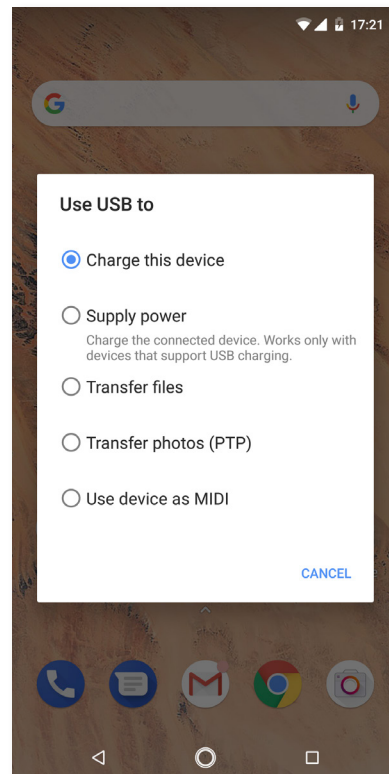 17:21
Use USB to
Charge this device
Supply power
Charge the connected device. Works only with
devices that support USB charging.
Transfer files
Transfer photos (PTP)
Use device as MIDI
CANCEL